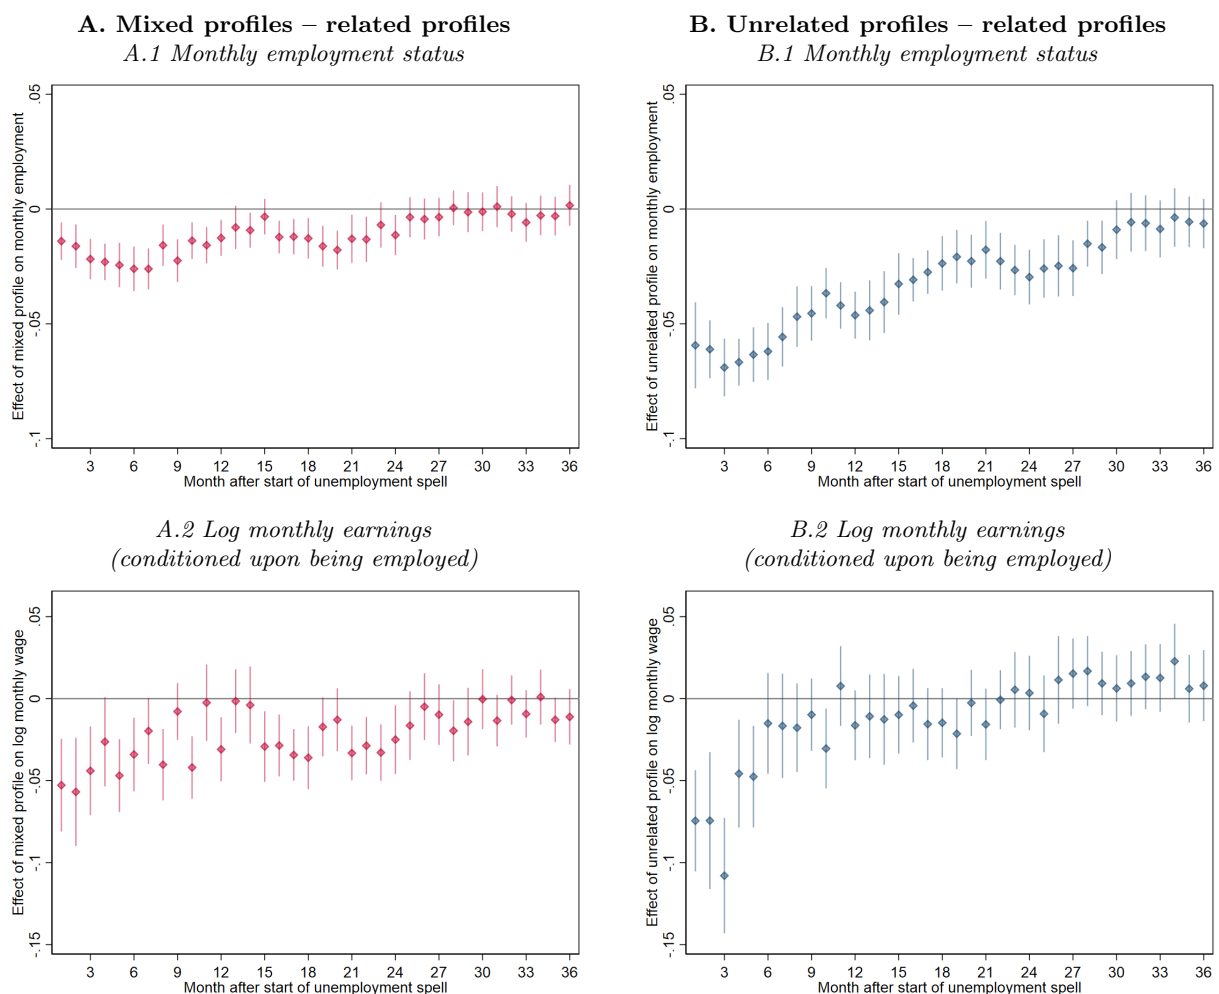 A. Mixed profiles – related profiles
A.1 Monthly employment status
Effect of mixed profile on monthly employment
.05
0
-.05
-.1
3 6 9 12 15 18 21 24 27 30 33 36
Month after start of unemployment spell
B. Unrelated profiles – related profiles
B.1 Monthly employment status
Effect of unrelated profile on monthly employment
.05
0
-.05
-.1
3 6 9 12 15 18 21 24 27 30 33 36
Month after start of unemployment spell
A.2 Log monthly earnings
(conditioned upon being employed)
Effect of mixed profile on log monthly wage
.05
0
-.05
-.1
-.15
3 6 9 12 15 18 21 24 27 30 33 36
Month after start of unemployment spell
B.2 Log monthly earnings
(conditioned upon being employed)
Effect of unrelated profile on log monthly wage
.05
0
-.05
-.1
-.15
3 6 9 12 15 18 21 24 27 30 33 36
Month after start of unemployment spell